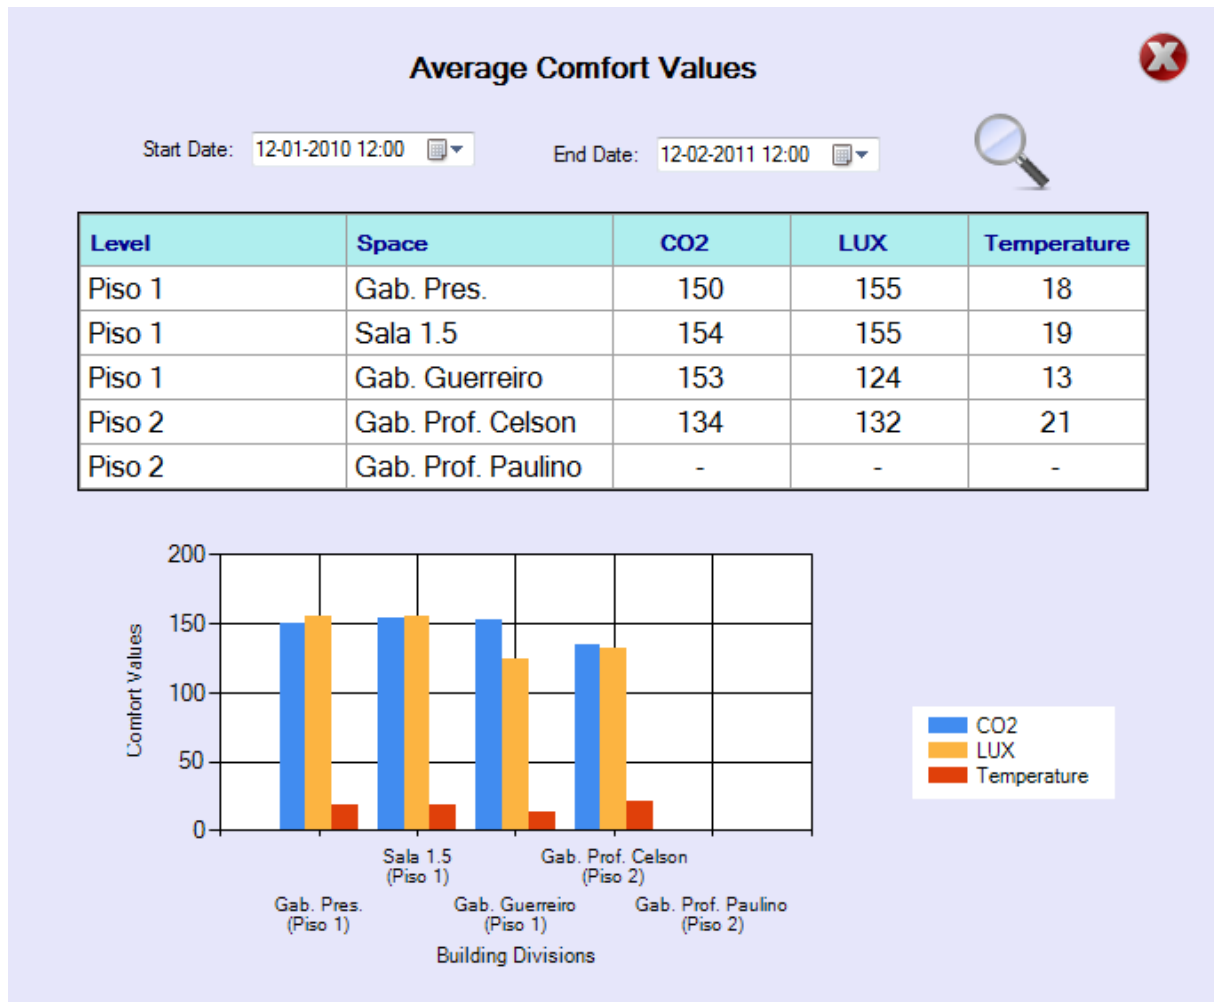 Average Comfort Values
X
Start Date: 12-01-2010 12:00 End Date: 12-02-2011 12:00
Level Space CO2 LUX Temperature
Piso 1 Gab. Pres. 150 155 18
Piso 1 Sala 1.5 154 155 19
Piso 1 Gab. Guerreiro 153 124 13
Piso 2 Gab. Prof. Celson 134 132 21
Piso 2 Gab. Prof. Paulino - - -
200
150
100
50
0
Comfort Values
CO2
LUX
Temperature
Sala 1.5 Gab. Prof. Celson
(Piso 1) (Piso 2)
Gab. Pres. Gab. Guerreiro Gab. Prof. Paulino
(Piso 1) (Piso 1) (Piso 2)
Building Divisions